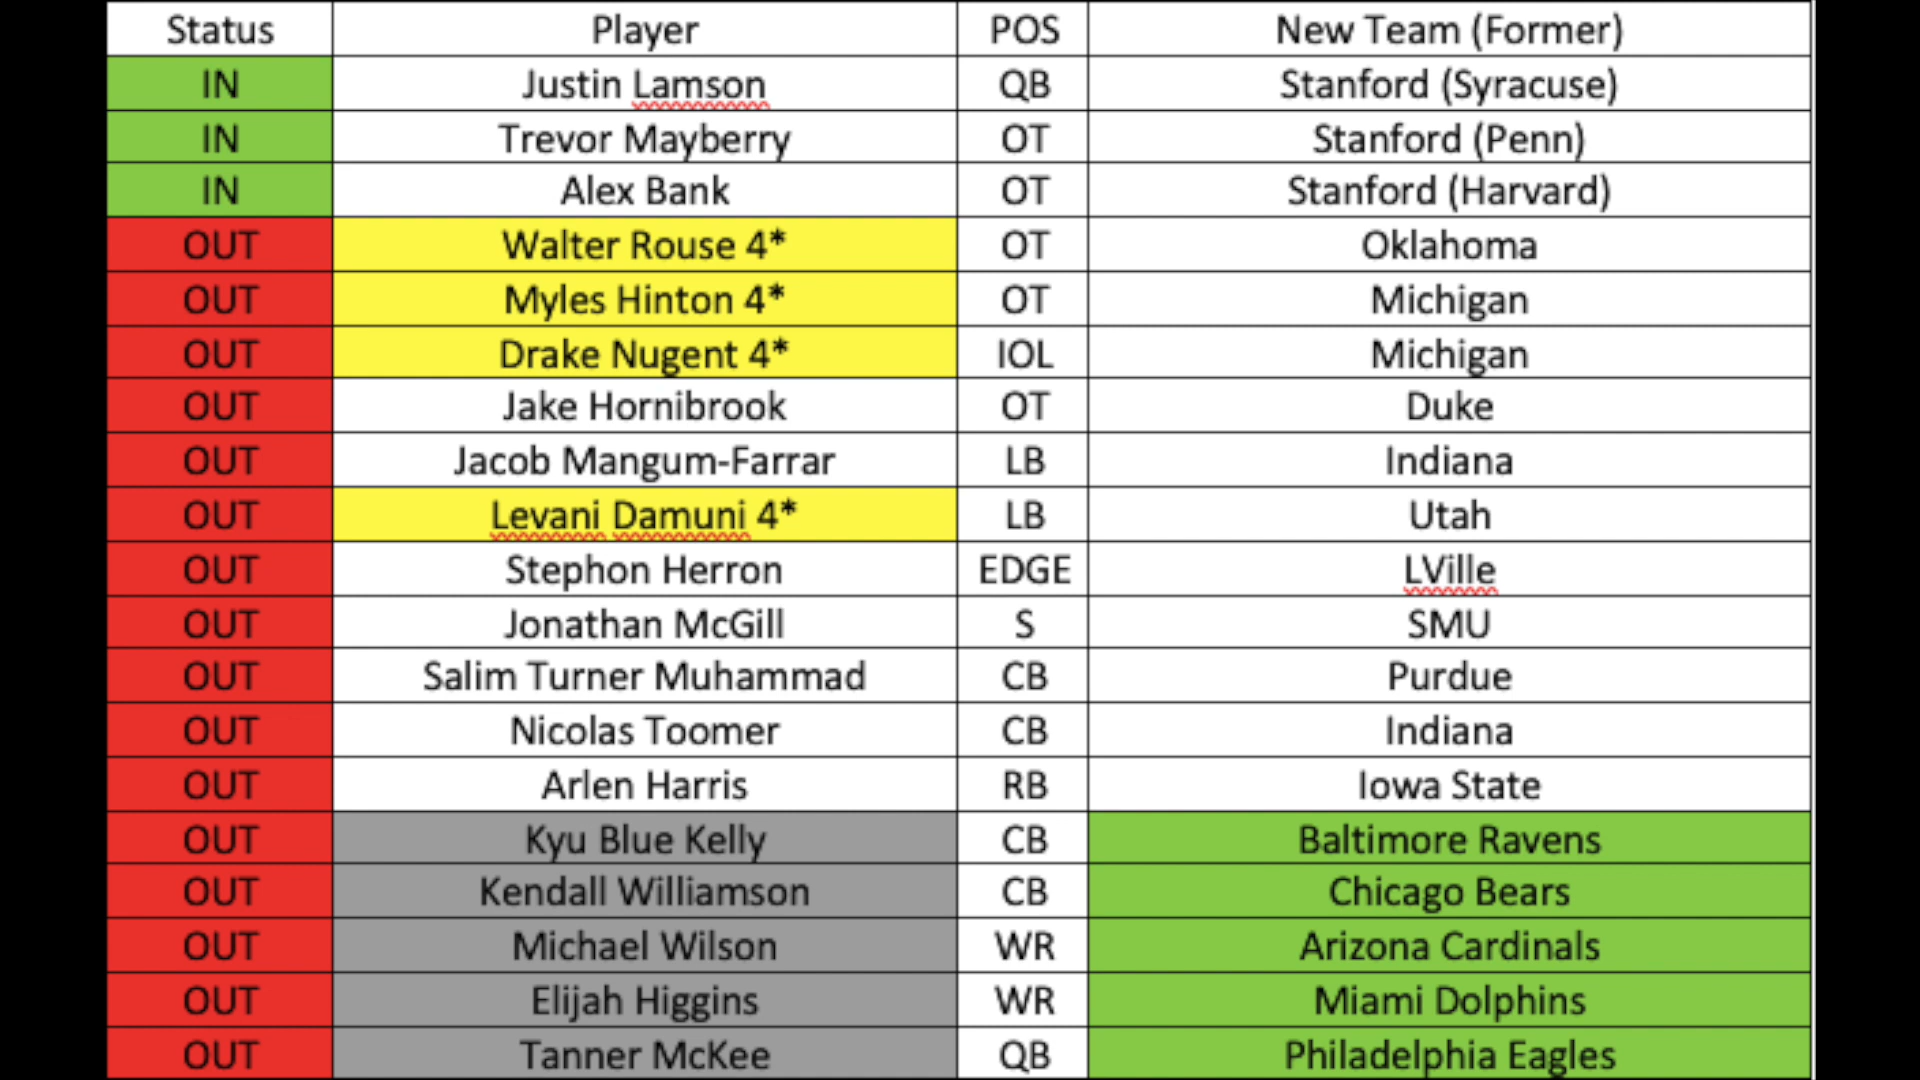 Status Player POS New Team (Former)
IN Justin Lamson QB Stanford (Syracuse)
IN Trevor Mayberry OT Stanford (Penn)
IN Alex Bank OT Stanford (Harvard)
OUT Walter Rouse 4* OT Oklahoma
OUT Myles Hinton 4* OT Michigan
OUT Drake Nugent 4* IOL Michigan
OUT Jake Hornibrook OT Duke
OUT Jacob Mangum-Farrar LB Indiana
OUT Levani Damuni 4* LB Utah
OUT Stephon Herron EDGE LVille
OUT Jonathan McGill S SMU
OUT Salim Turner Muhammad CB Purdue
OUT Nicolas Toomer CB Indiana
OUT Arlen Harris RB Iowa State
OUT Kyu Blue Kelly CB Baltimore Ravens
OUT Kendall Williamson CB Chicago Bears
OUT Michael Wilson WR Arizona Cardinals
OUT Elijah Higgins WR Miami Dolphins
OUT Tanner McKee QB Philadelphia Eagles